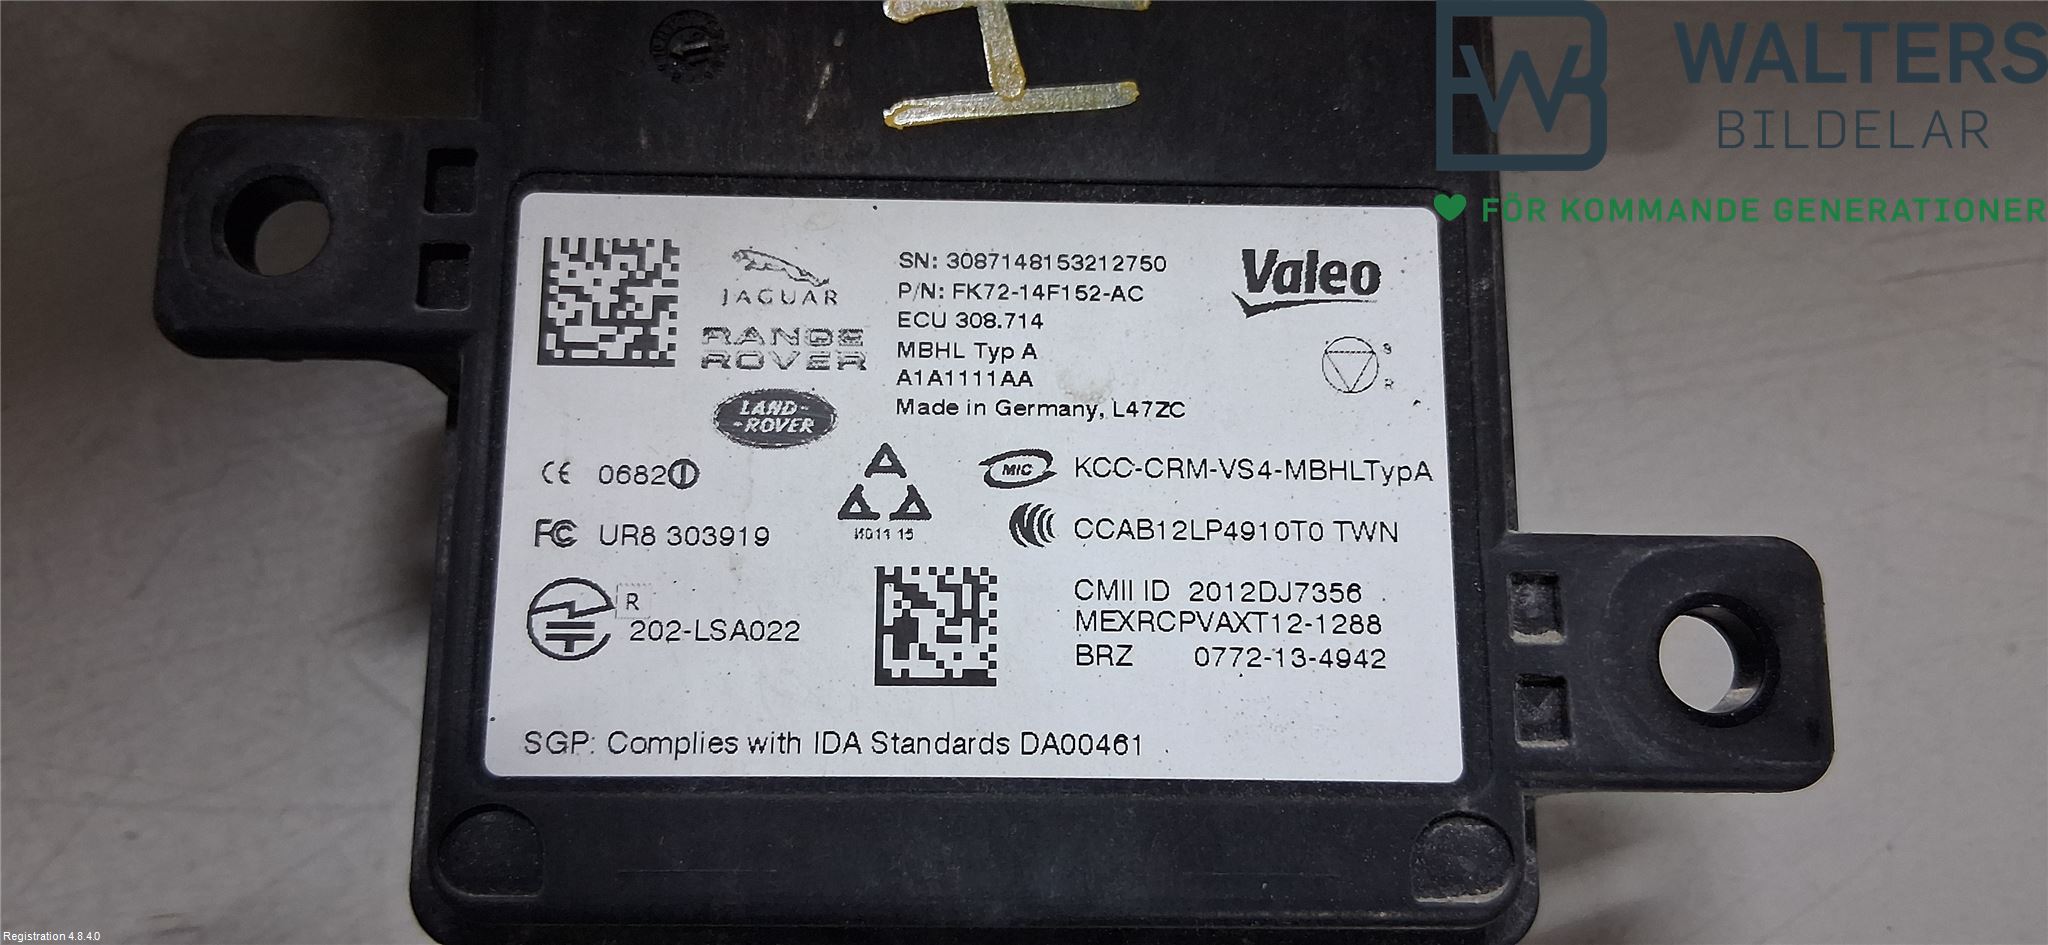 WALTERS
BILDELAR
FÖR KOMMANDE GENERATIONER
JAGUAR
RANGE
ROVER
LAND-
-ROVER
SN: 3087148153212750
P/N: FK72-14F152-AC
ECU 308.714
MBHL Typ A
A1A1111AA
Made in Germany, L47ZC
Valeo
9
R
CE 0682
FC UR8 303919
R
202-LSA022
И011 15
MIC KCC-CRM-VS4-MBHLTypA
CCAB12LP4910T0 TWN
CMII ID 2012DJ7356
MEXRCPVAXT12-1288
BRZ 0772-13-4942
SGP: Complies with IDA Standards DA00461
Registration 4.8.4.0